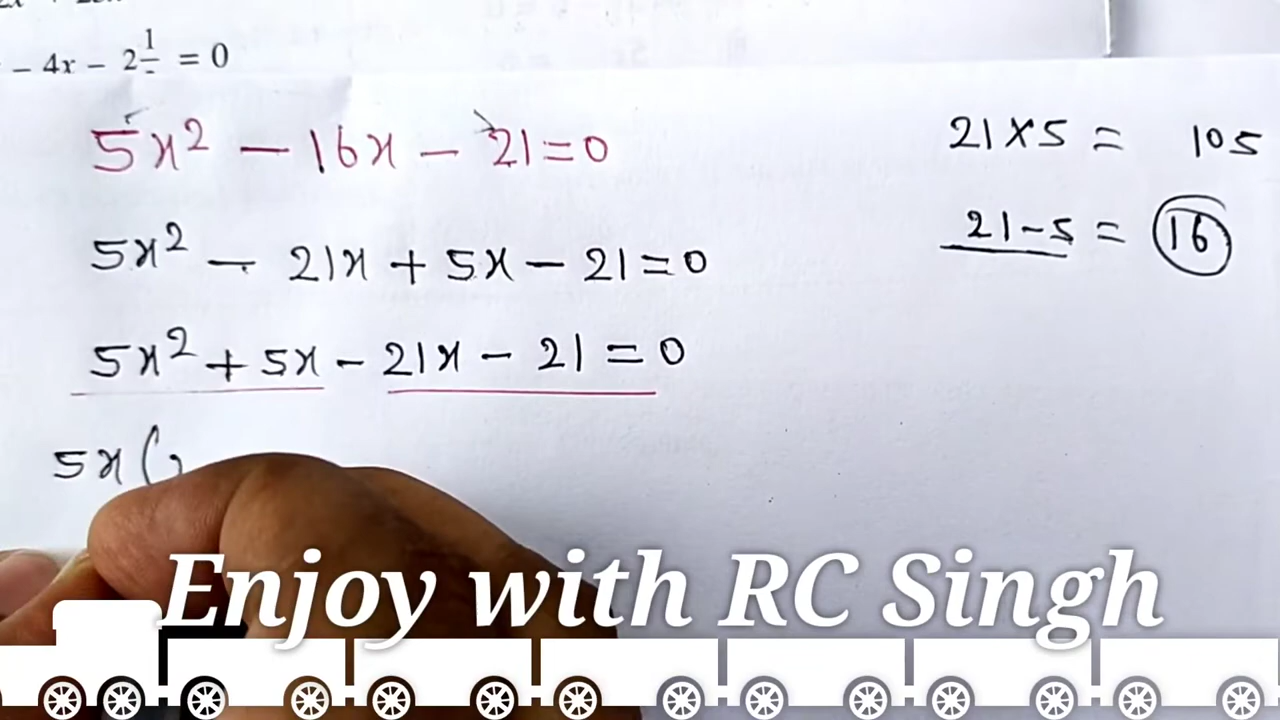 – 4x – 2 1 = 0
5x² – 16x – 21 = 0
5x² – 21x + 5x – 21 = 0
5x² + 5x – 21x – 21 = 0
5x (
21 × 5 = 105
21 – 5 = 16
Enjoy with RC Singh